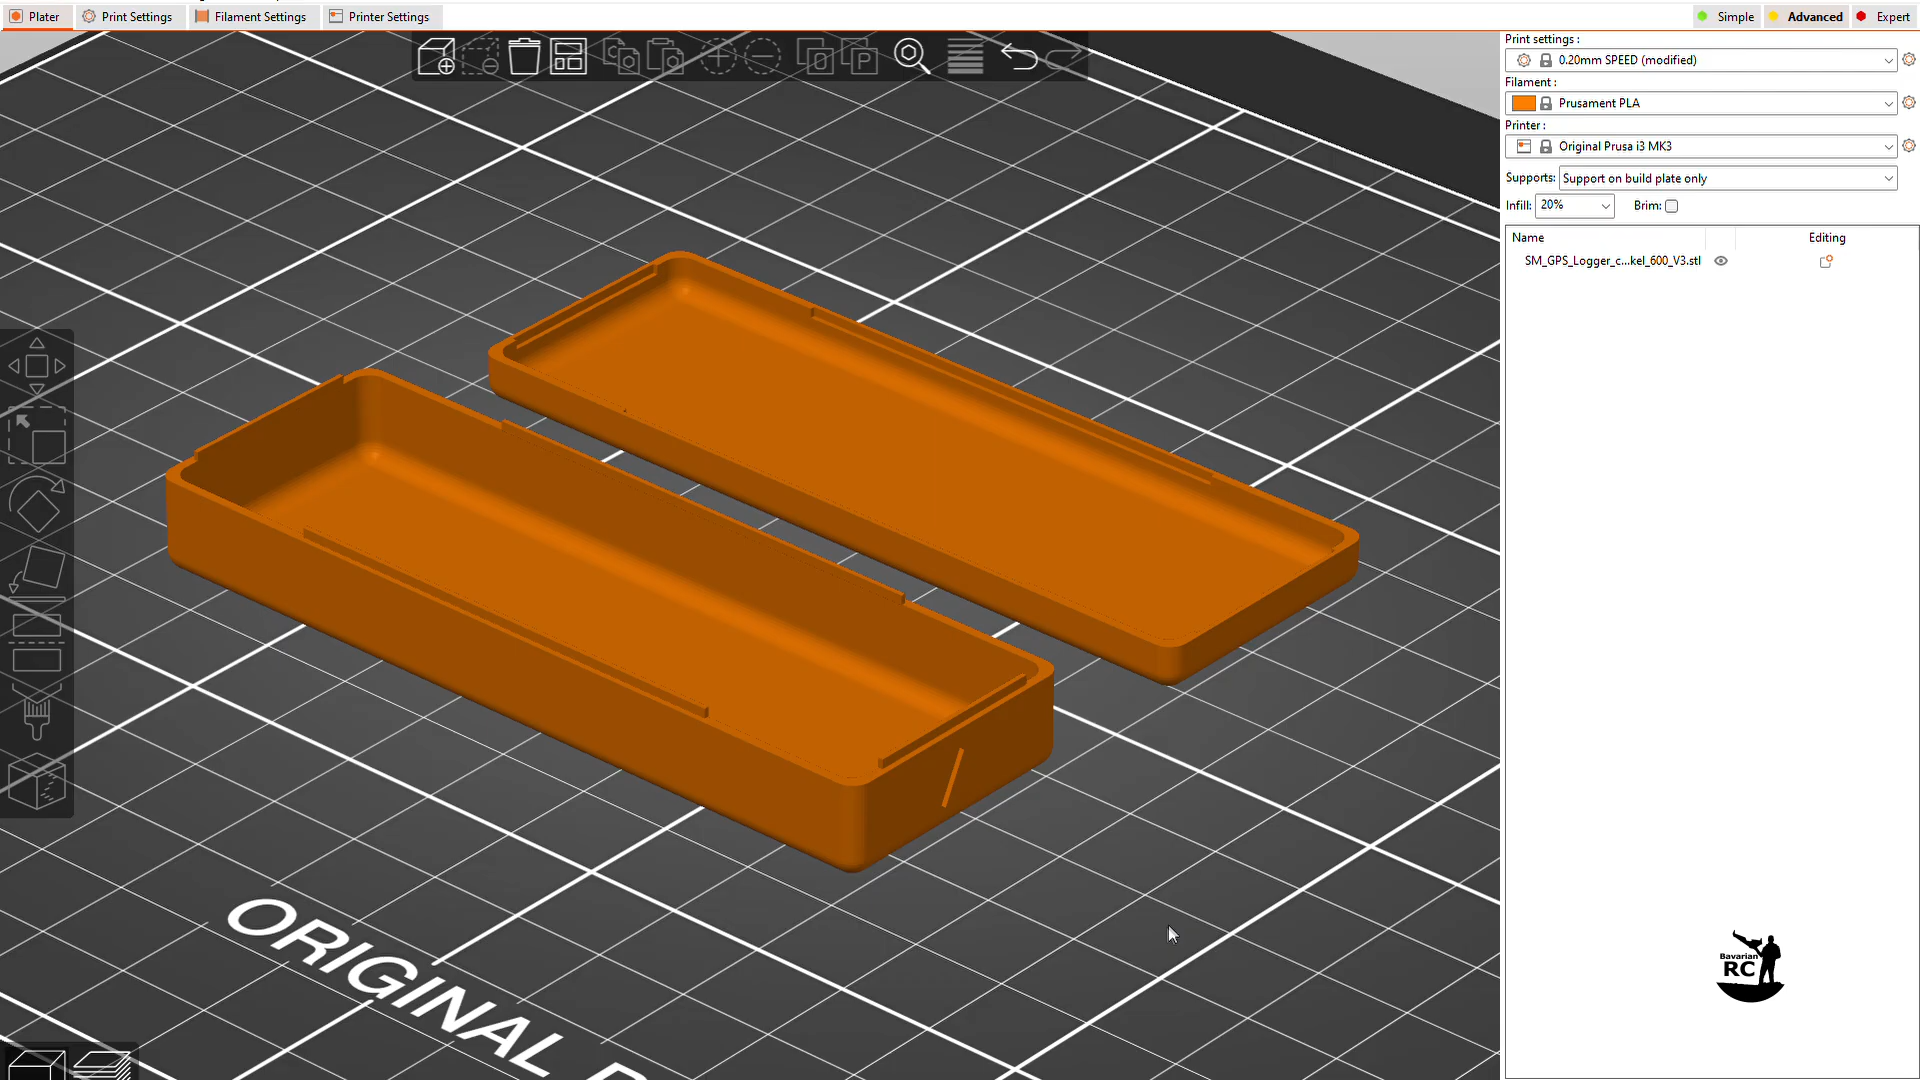 Plater
Print Settings
Filament Settings
Printer Settings
Simple
Advanced
Expert
Print settings :
0.20mm SPEED (modified)
Filament :
Prusament PLA
Printer :
Original Prusa i3 MK3
Supports: Support on build plate only
Infill: 20% Brim:
Name Editing
SM_GPS_Logger_c...kel_600_V3.stl
ORIGINAL
Bavarian
RC